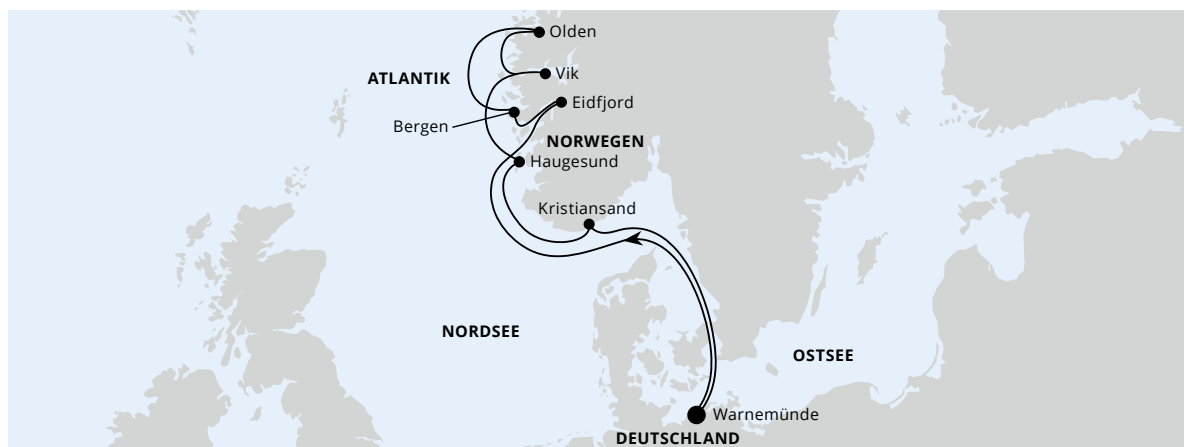 Olden
ATLANTIK
Vik
Eidfjord
Bergen
NORWEGEN
Haugesund
Kristiansand
NORDSEE
OSTSEE
Warnemünde
DEUTSCHLAND